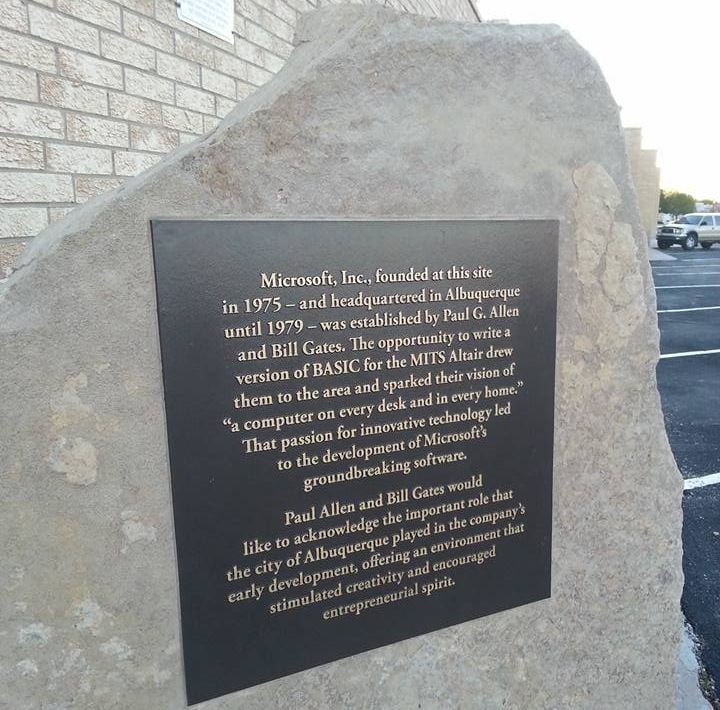 Microsoft, Inc., founded at this site
in 1975 – and headquartered in Albuquerque
until 1979 – was established by Paul G. Allen
and Bill Gates. The opportunity to write a
version of BASIC for the MITS Altair drew
them to the area and sparked their vision of
“a computer on every desk and in every home.”
That passion for innovative technology led
to the development of Microsoft’s
groundbreaking software.
Paul Allen and Bill Gates would
like to acknowledge the important role that
the city of Albuquerque played in the company’s
early development, offering an environment that
stimulated creativity and encouraged
entrepreneurial spirit.